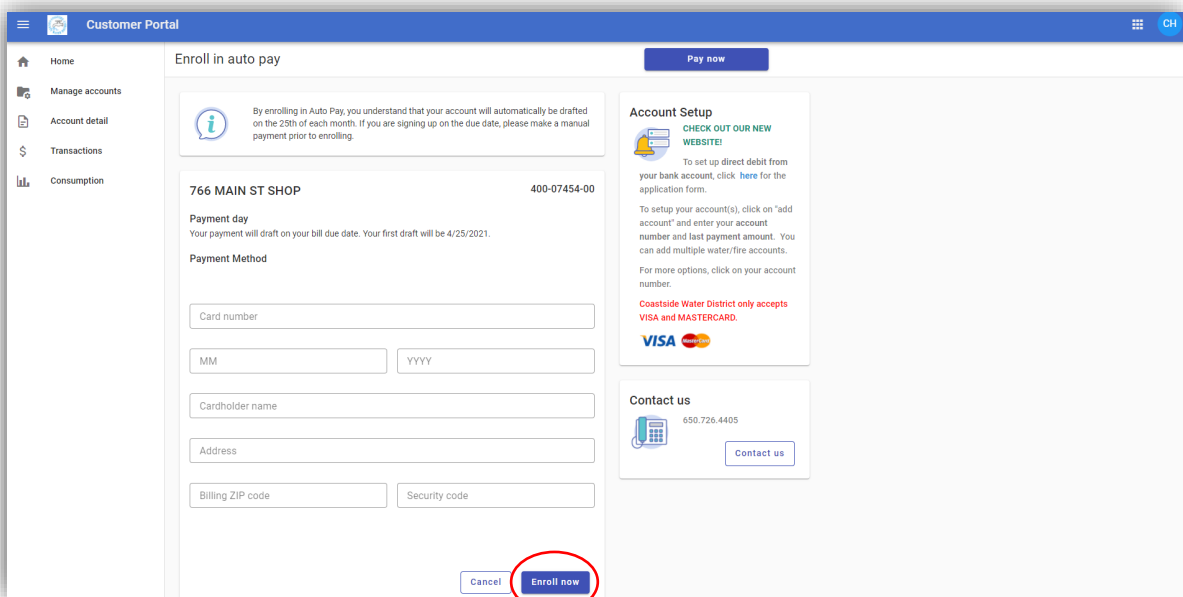 Customer Portal
CH
Home
Manage accounts
Account detail
Transactions
Consumption
Enroll in auto pay
Pay now
By enrolling in Auto Pay, you understand that your account will automatically be drafted
on the 25th of each month. If you are signing up on the due date, please make a manual
payment prior to enrolling.
766 MAIN ST SHOP
400-07454-00
Payment day
Your payment will draft on your bill due date. Your first draft will be 4/25/2021.
Payment Method
Card number
MM
YYYY
Cardholder name
Address
Billing ZIP code
Security code
Cancel
Enroll now
Account Setup
CHECK OUT OUR NEW
WEBSITE!
To set up direct debit from
your bank account, click here for the
application form.
To setup your account(s), click on "add
account" and enter your account
number and last payment amount. You
can add multiple water/fire accounts.
For more options, click on your account
number.
Coastside Water District only accepts
VISA and MASTERCARD.
VISA
MasterCard
Contact us
650.726.4405
Contact us